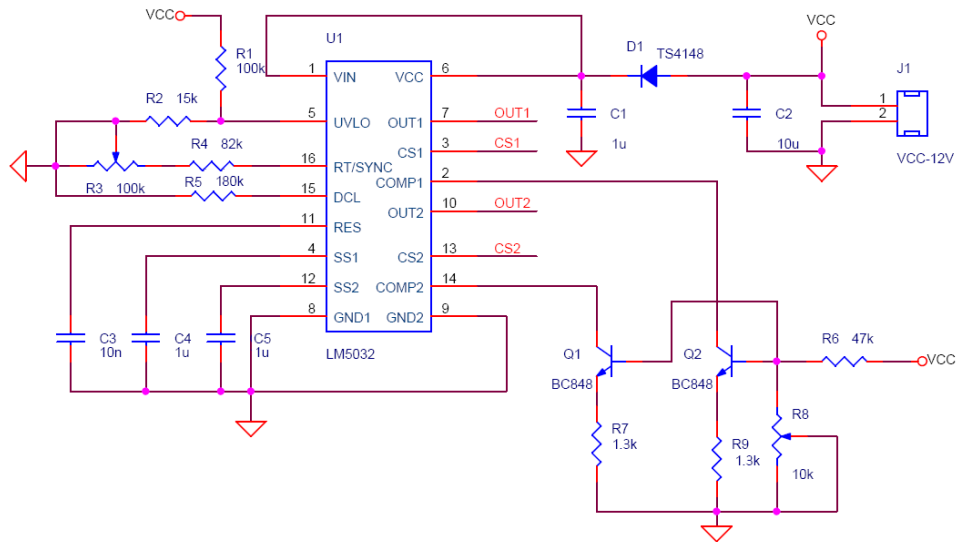 VCC
VCC
U1
D1
TS4148
J1
R1
100k
1
VIN
VCC
6
R2
15k
C1
1u
C2
10u
1
2
5
UVLO
OUT1
7
OUT1
CS1
3
CS1
VCC-12V
R4
82k
16
RT/SYNC
R3
100k
R5
180k
15
DCL
COMP1
2
11
RES
OUT2
10
OUT2
4
SS1
CS2
13
CS2
12
SS2
COMP2
14
8
GND1
GND2
9
C3
10n
C4
1u
C5
1u
LM5032
Q1
BC848
Q2
BC848
R6
47k
VCC
R7
1.3k
R9
1.3k
R8
10k